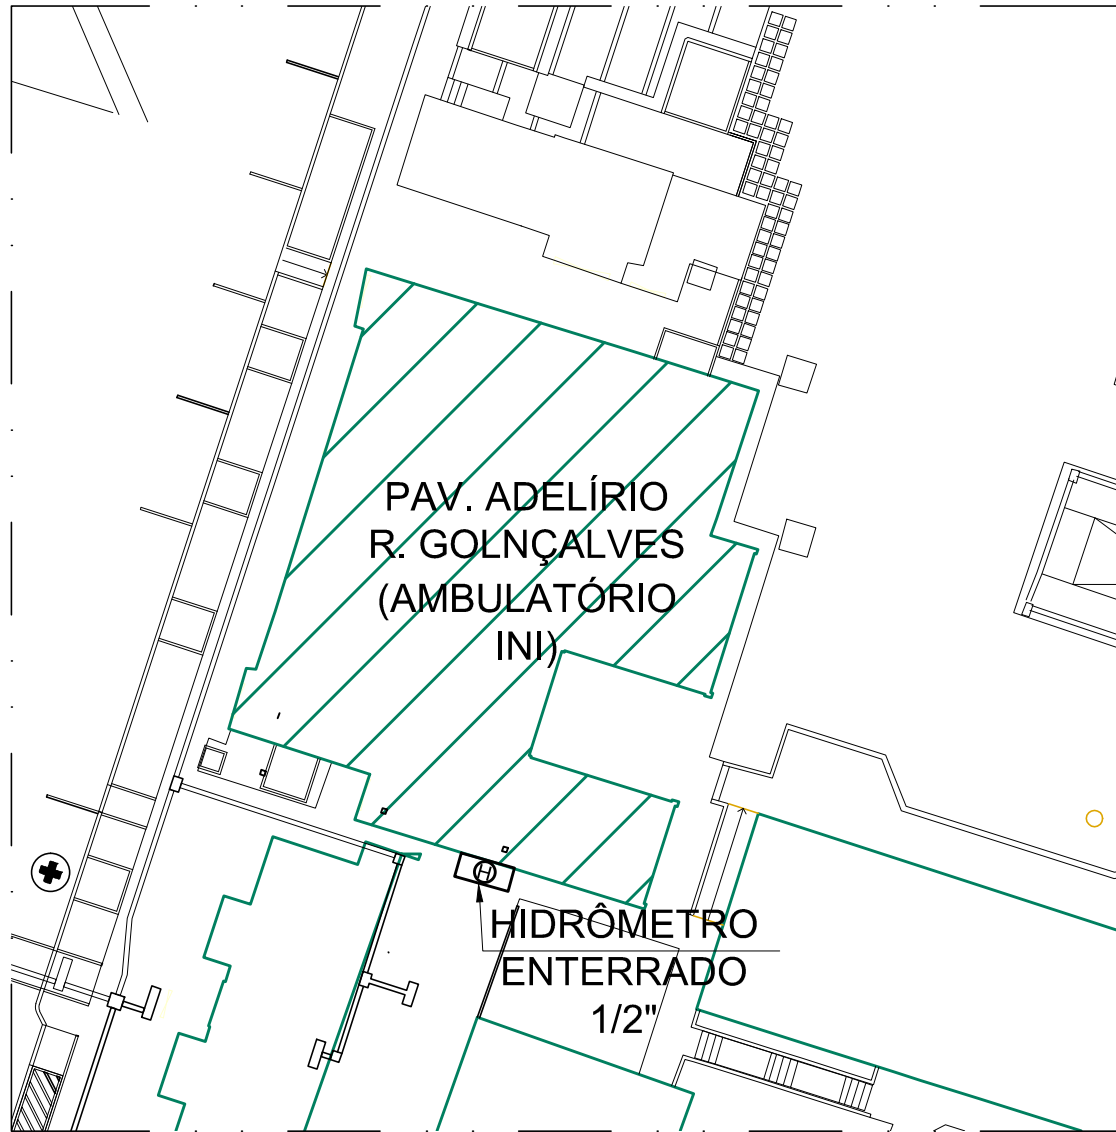 PAV. ADELÍRIO
R. GOLNÇALVES
(AMBULATÓRIO
INI)
H
HIDRÔMETRO
ENTERRADO
1/2"